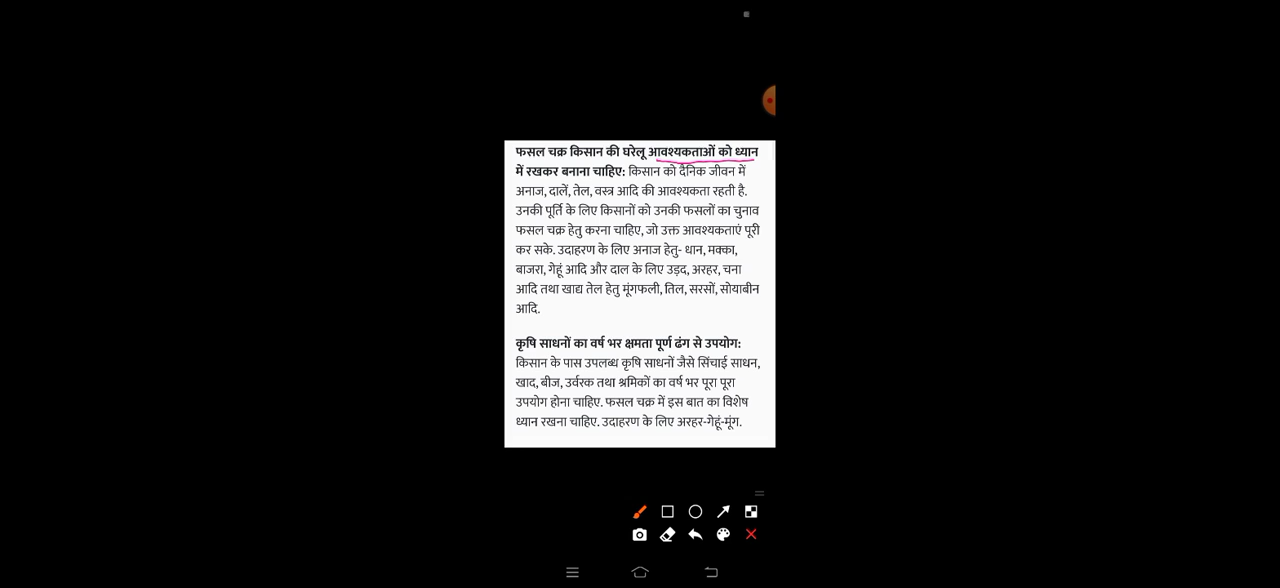 फसल चक्र किसान की घरेलू आवश्यकताओं को ध्यान
में रखकर बनाना चाहिए: किसान को दैनिक जीवन में
अनाज, दालें, तेल, वस्त्र आदि की आवश्यकता रहती है.
उनकी पूर्ति के लिए किसानों को उनकी फसलों का चुनाव
फसल चक्र हेतु करना चाहिए, जो उक्त आवश्यकताएं पूरी
कर सके. उदाहरण के लिए अनाज हेतु- धान, मक्का,
बाजरा, गेहूं आदि और दाल के लिए उड़द, अरहर, चना
आदि तथा खाद्य तेल हेतु मूंगफली, तिल, सरसों, सोयाबीन
आदि.
कृषि साधनों का वर्ष भर क्षमता पूर्ण ढंग से उपयोग:
किसान के पास उपलब्ध कृषि साधनों जैसे सिंचाई साधन,
खाद, बीज, उर्वरक तथा श्रमिकों का वर्ष भर पूरा पूरा
उपयोग होना चाहिए. फसल चक्र में इस बात का विशेष
ध्यान रखना चाहिए. उदाहरण के लिए अरहर-गेहूं-मूंग.